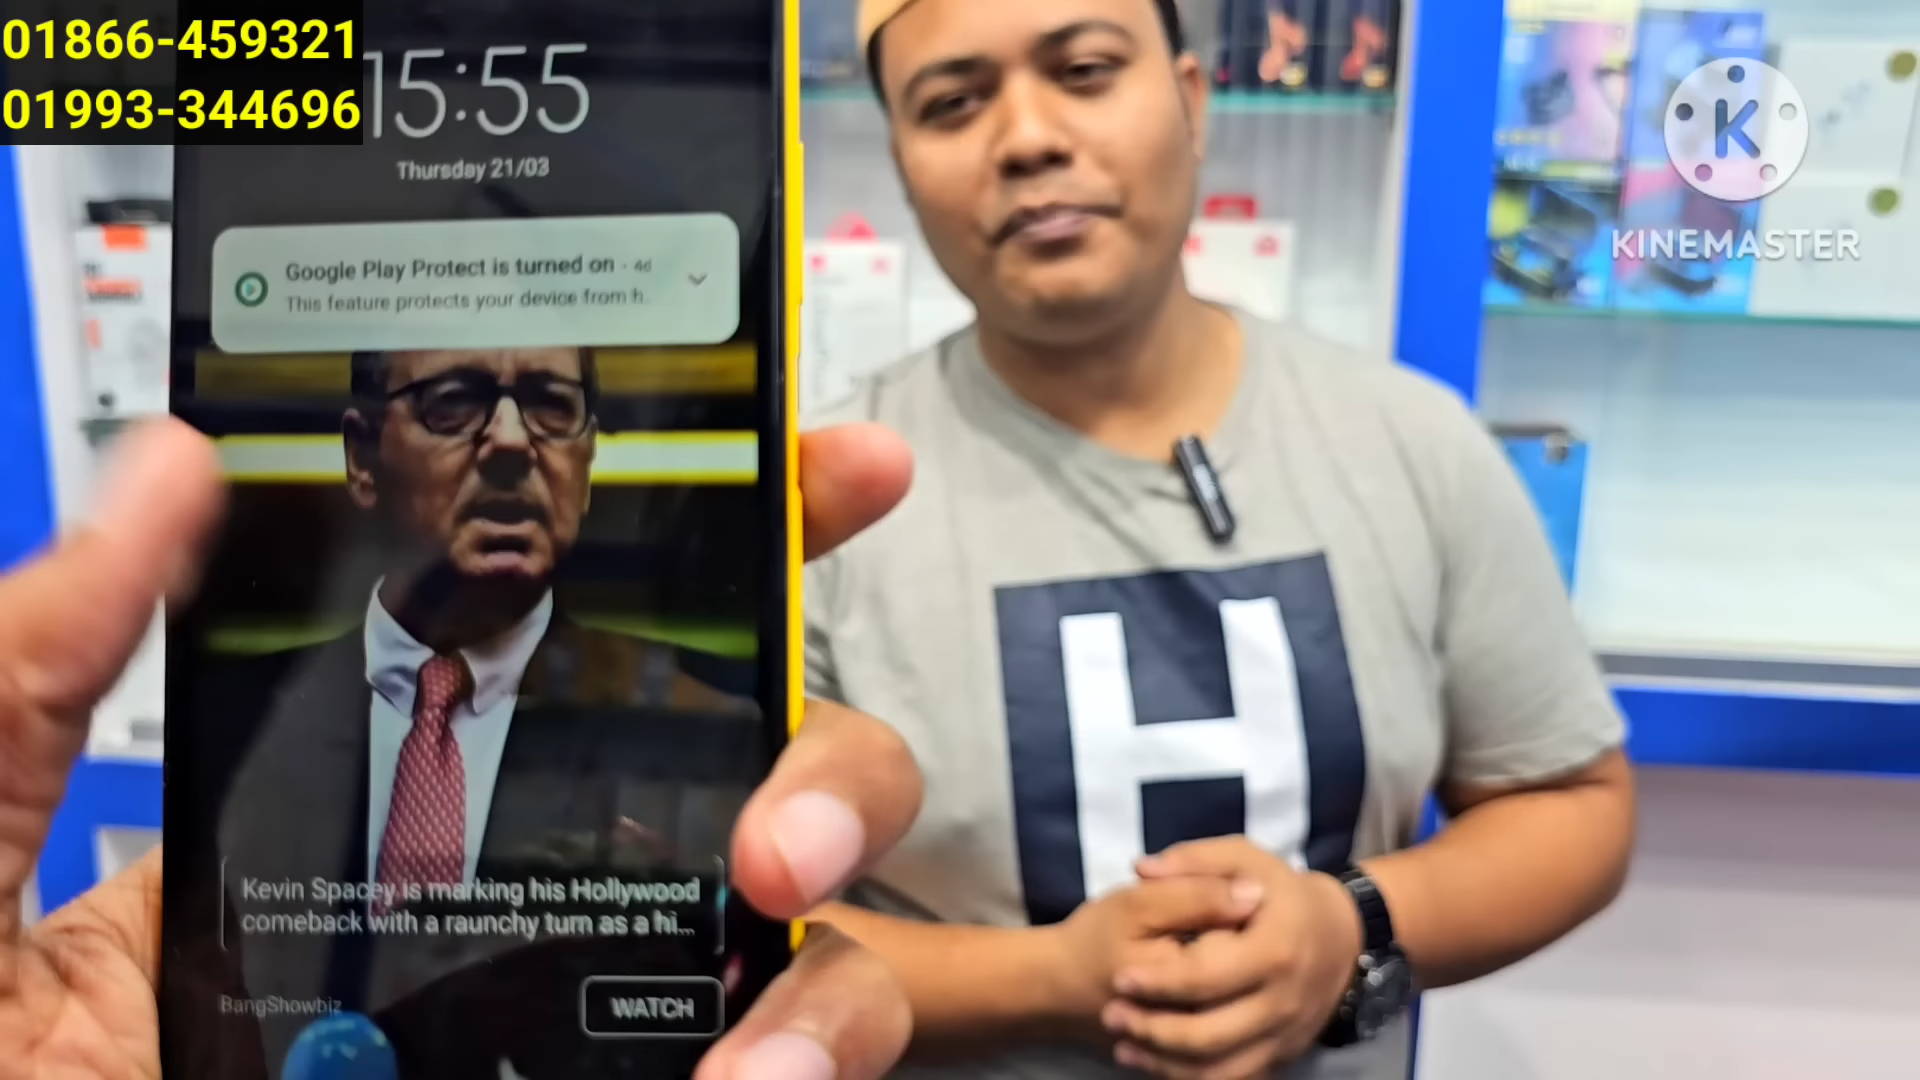 01866-459321
01993-344696
15:55
Thursday 21/03
Google Play Protect is turned on · 4d
This feature protects your device from h.
Kevin Spacey is marking his Hollywood
comeback with a raunchy turn as a hi...
BangShowbiz
WATCH
H
K
KINEMASTER